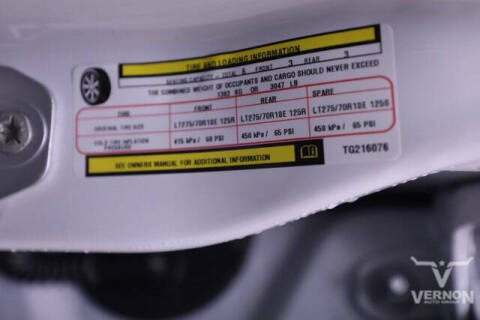 TIRE AND LOADING INFORMATION
SEATING CAPACITY - TOTAL 6 FRONT 3 REAR 3
THE COMBINED WEIGHT OF OCCUPANTS AND CARGO SHOULD NEVER EXCEED
1382 KG OR 3047 LB
TIRE FRONT REAR SPARE
ORIGINAL TIRE SIZE LT275/70R18E 125R LT275/70R18E 125R LT275/70R18E 125S
COLD TIRE INFLATION PRESSURE 415 kPa / 60 PSI 450 kPa / 65 PSI 450 kPa / 65 PSI
SEE OWNERS MANUAL FOR ADDITIONAL INFORMATION TG216076
VERNON
AUTO GROUP